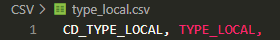 CSV > type_local.csv
1 CD_TYPE_LOCAL, TYPE_LOCAL,